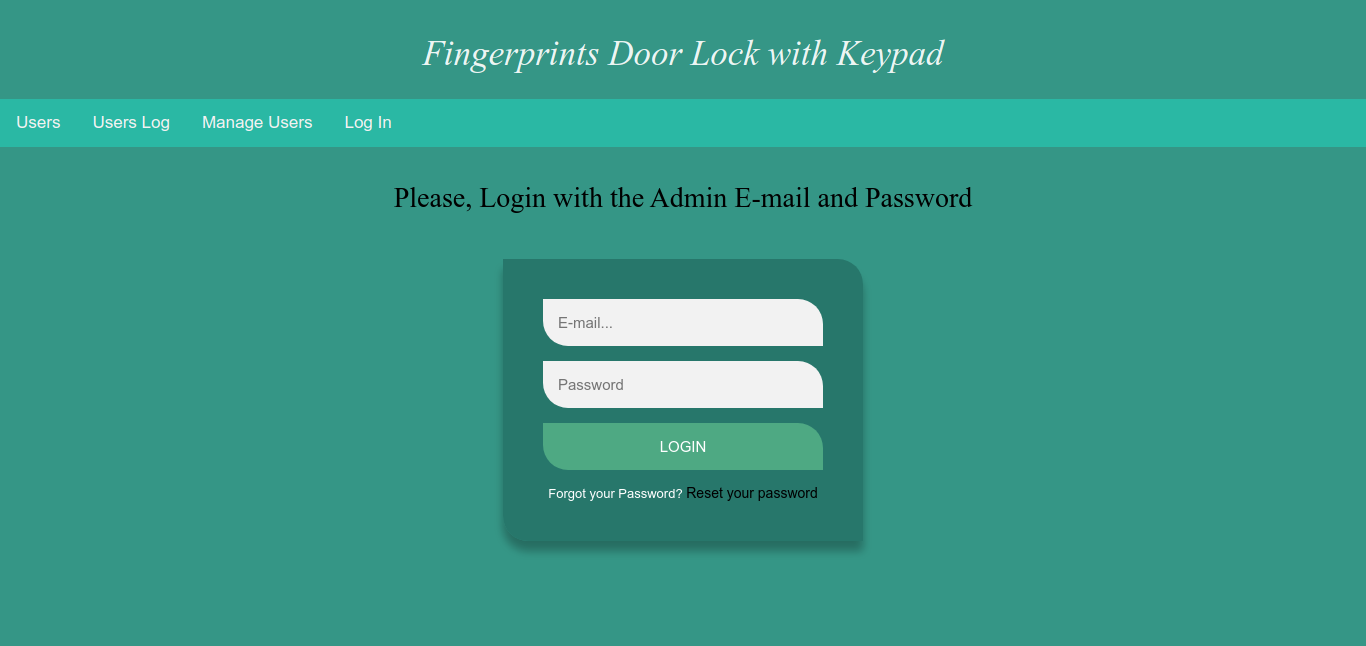 Fingerprints Door Lock with Keypad
Users Users Log Manage Users Log In
Please, Login with the Admin E-mail and Password
E-mail...
Password
LOGIN
Forgot your Password? Reset your password